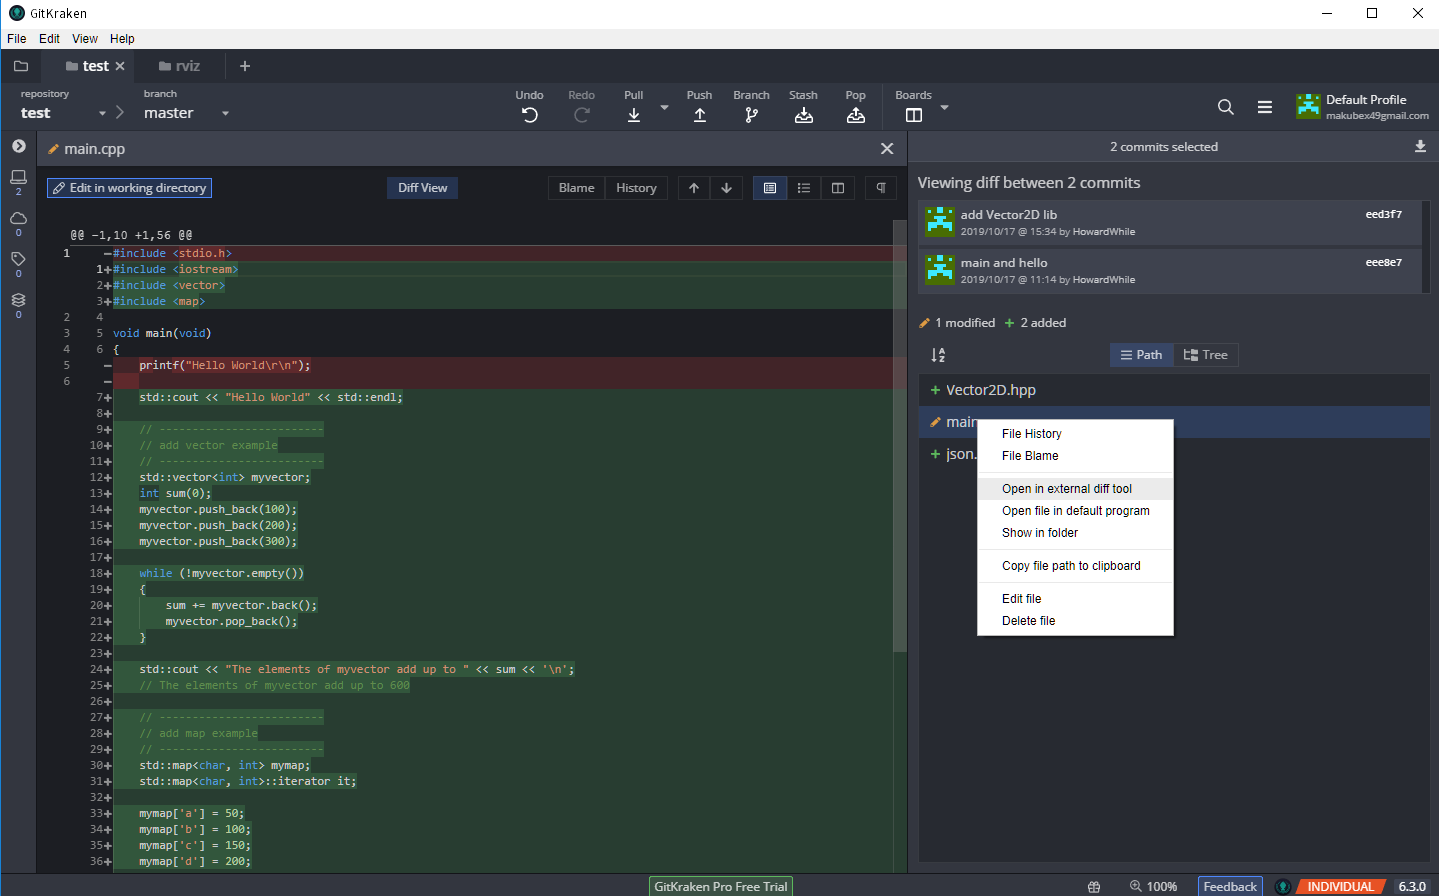 GitKraken
File Edit View Help
test rviz
repository branch
test master
Undo Redo Pull Push Branch Stash Pop Boards
Default Profile
makubex49gmail.com
main.cpp
2 commits selected
Edit in working directory Diff View Blame History
2
0
0
0
@@ -1,10 +1,56 @@
1 -#include <stdio.h>
1+#include <iostream>
2+#include <vector>
3+#include <map>
2 4
3 5 void main(void)
4 6 {
5 - printf("Hello World\r\n");
6 -
7+ std::cout << "Hello World" << std::endl;
8+
9+ // -------------------------
10+ // add vector example
11+ // -------------------------
12+ std::vector<int> myvector;
13+ int sum(0);
14+ myvector.push_back(100);
15+ myvector.push_back(200);
16+ myvector.push_back(300);
17+
18+ while (!myvector.empty())
19+ {
20+ sum += myvector.back();
21+ myvector.pop_back();
22+ }
23+
24+ std::cout << "The elements of myvector add up to " << sum << '\n';
25+ // The elements of myvector add up to 600
26+
27+ // -------------------------
28+ // add map example
29+ // -------------------------
30+ std::map<char, int> mymap;
31+ std::map<char, int>::iterator it;
32+
33+ mymap['a'] = 50;
34+ mymap['b'] = 100;
35+ mymap['c'] = 150;
36+ mymap['d'] = 200;
Viewing diff between 2 commits
add Vector2D lib eed3f7
2019/10/17 @ 15:34 by HowardWhile
main and hello eee8e7
2019/10/17 @ 11:14 by HowardWhile
1 modified + 2 added
Path Tree
+ Vector2D.hpp
main
+ json.
File History
File Blame
Open in external diff tool
Open file in default program
Show in folder
Copy file path to clipboard
Edit file
Delete file
GitKraken Pro Free Trial
100% Feedback INDIVIDUAL 6.3.0